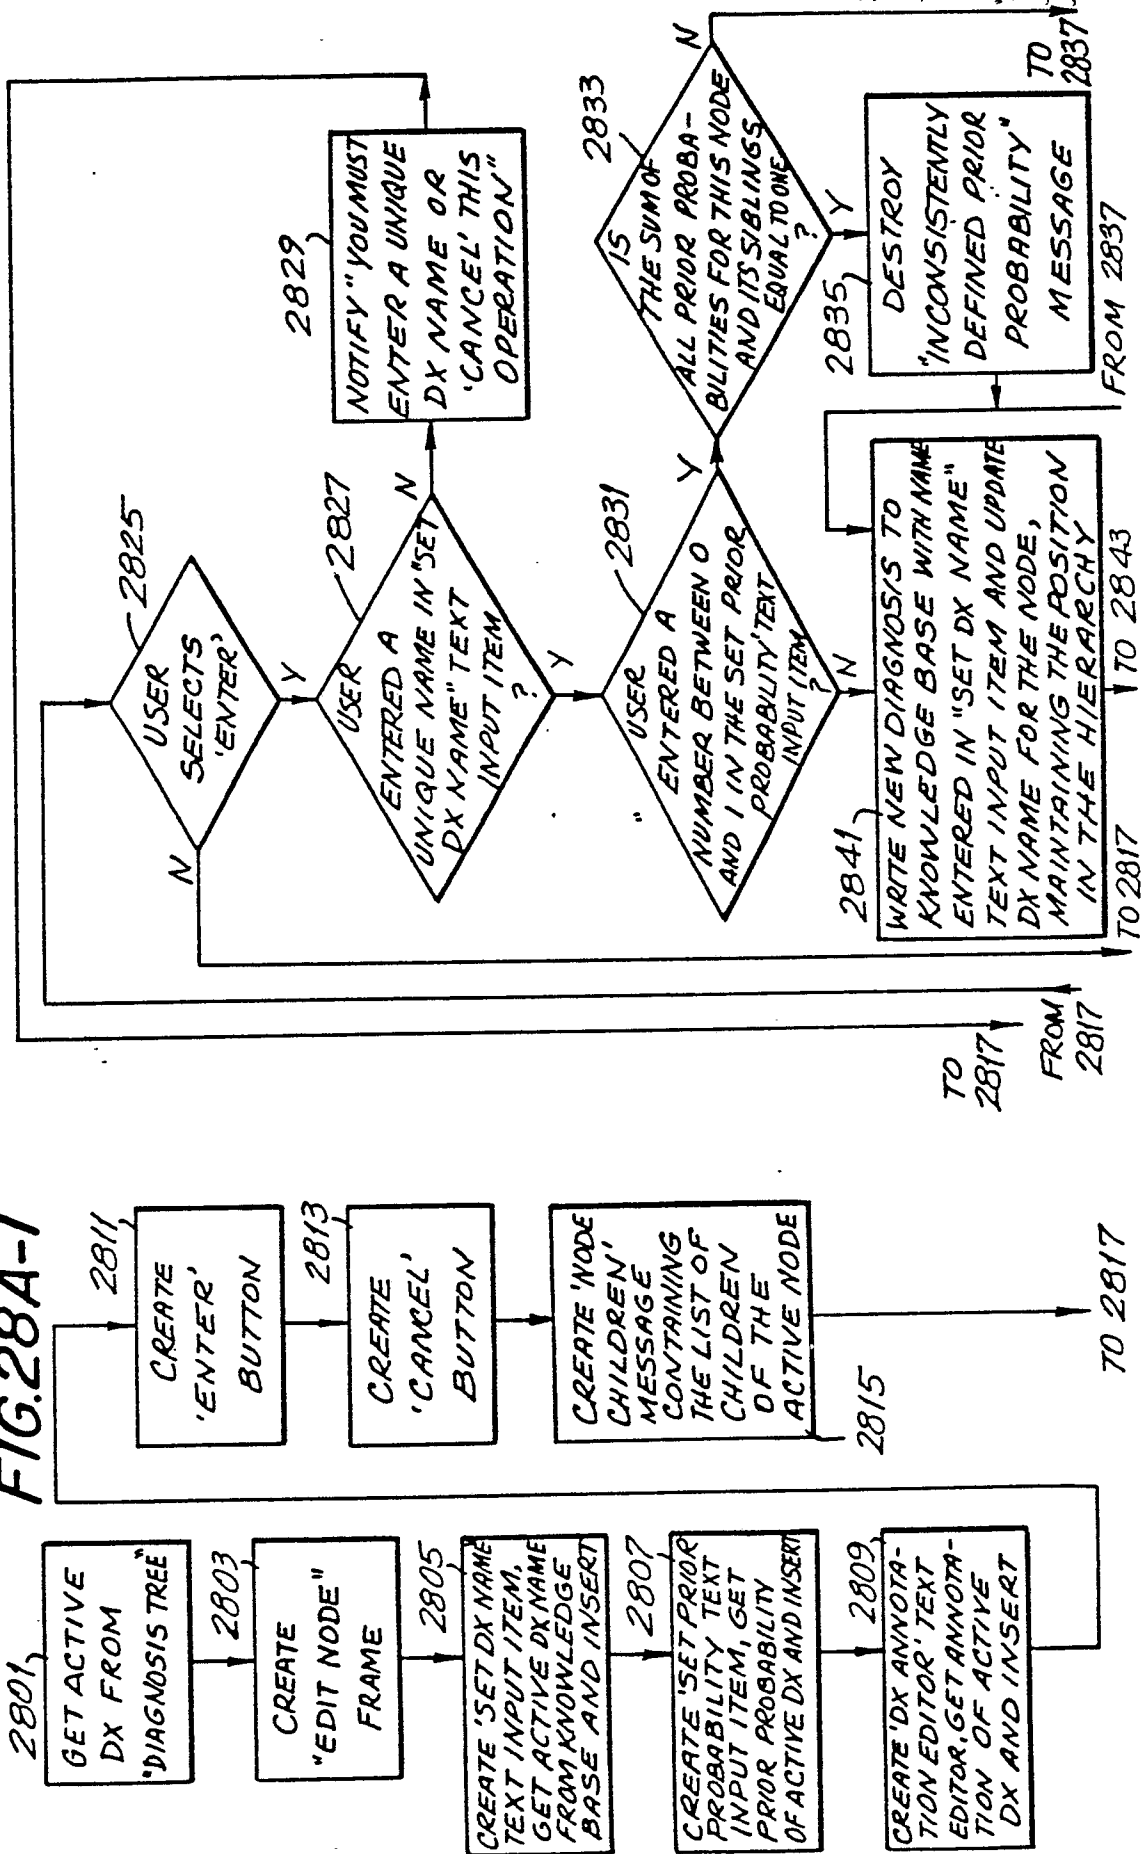 FIG.28A-1
2801
GET ACTIVE
DX FROM
"DIAGNOSIS TREE"
2803
CREATE
"EDIT NODE"
FRAME
2805
CREATE 'SET DX NAME'
TEXT INPUT ITEM,
GET ACTIVE DX NAME
FROM KNOWLEDGE
BASE AND INSERT
2807
CREATE 'SET PRIOR
PROBABILITY TEXT
INPUT ITEM, GET
PRIOR PROBABILITY
OF ACTIVE DX AND INSERT
2809
CREATE 'DX ANNOTA-
TION EDITOR' TEXT
EDITOR, GET ANNOTA-
TION OF ACTIVE
DX AND INSERT
2811
CREATE
'ENTER'
BUTTON
2813
CREATE
'CANCEL'
BUTTON
CREATE 'NODE
CHILDREN'
MESSAGE
CONTAINING
THE LIST OF
CHILDREN
OF THE
ACTIVE NODE
2815
TO 2817
TO
2817
FROM
2817
2825
USER
SELECTS
'ENTER'
N
Y
TO 2817
2827
USER
ENTERED A
UNIQUE NAME IN "SET
DX NAME" TEXT
INPUT ITEM
?
N
Y
2829
NOTIFY "YOU MUST
ENTER A UNIQUE
DX NAME OR
'CANCEL' THIS
OPERATION"
2831
USER
ENTERED A
NUMBER BETWEEN 0
AND 1 IN THE SET PRIOR
PROBABILITY' TEXT
INPUT ITEM
?
Y
N
2833
IS
THE SUM OF
ALL PRIOR PROBA-
BILITIES FOR THIS NODE
AND ITS SIBLINGS
EQUAL TO ONE
?
N
Y
TO
2837
2835
DESTROY
"INCONSISTENTLY
DEFINED PRIOR
PROBABILITY"
MESSAGE
FROM 2837
2841
WRITE NEW DIAGNOSIS TO
KNOWLEDGE BASE WITH NAME
ENTERED IN "SET DX NAME"
TEXT INPUT ITEM AND UPDATE
DX NAME FOR THE NODE,
MAINTAINING THE POSITION
IN THE HIERARCHY
TO 2843